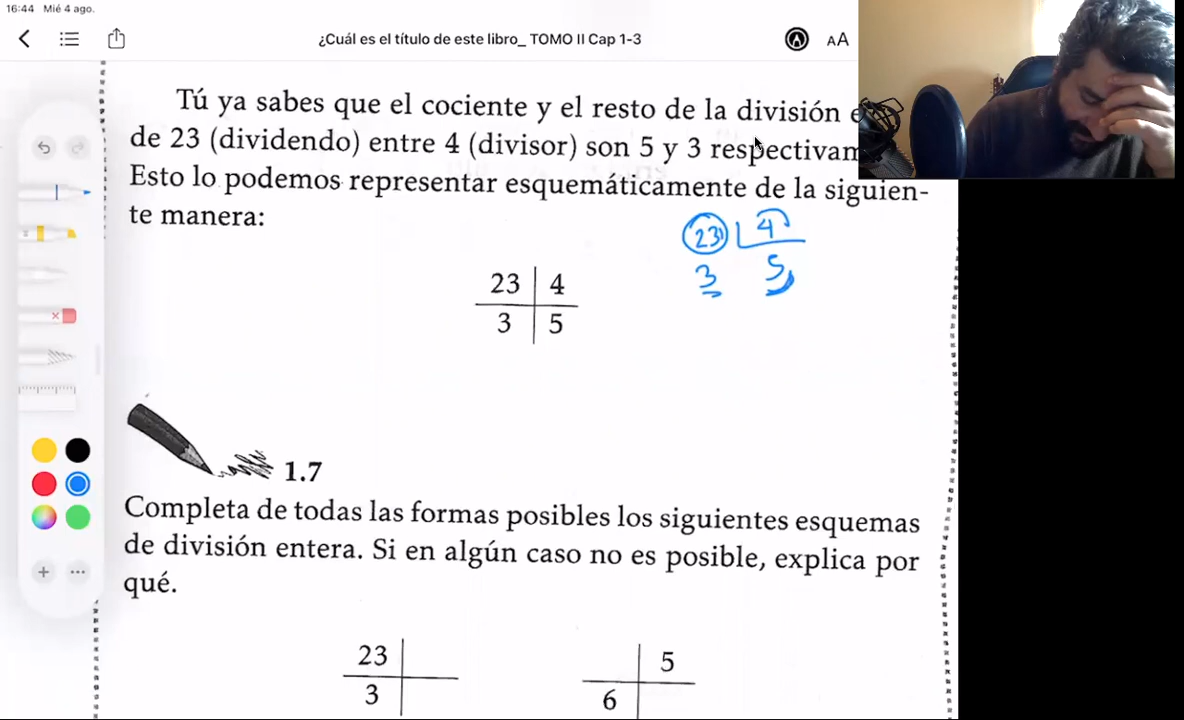 16:44 Mié 4 ago.
¿Cuál es el título de este libro_ TOMO II Cap 1-3
AA
Tú ya sabes que el cociente y el resto de la división
de 23 (dividendo) entre 4 (divisor) son 5 y 3
Esto lo podemos representar esquemáticamente de la siguien-
te manera:
23 4
3 5
23 4
3 5
1.7
Completa de todas las formas posibles los siguientes esquemas
de división entera. Si en algún caso no es posible, explica por
qué.
23
3
5
6